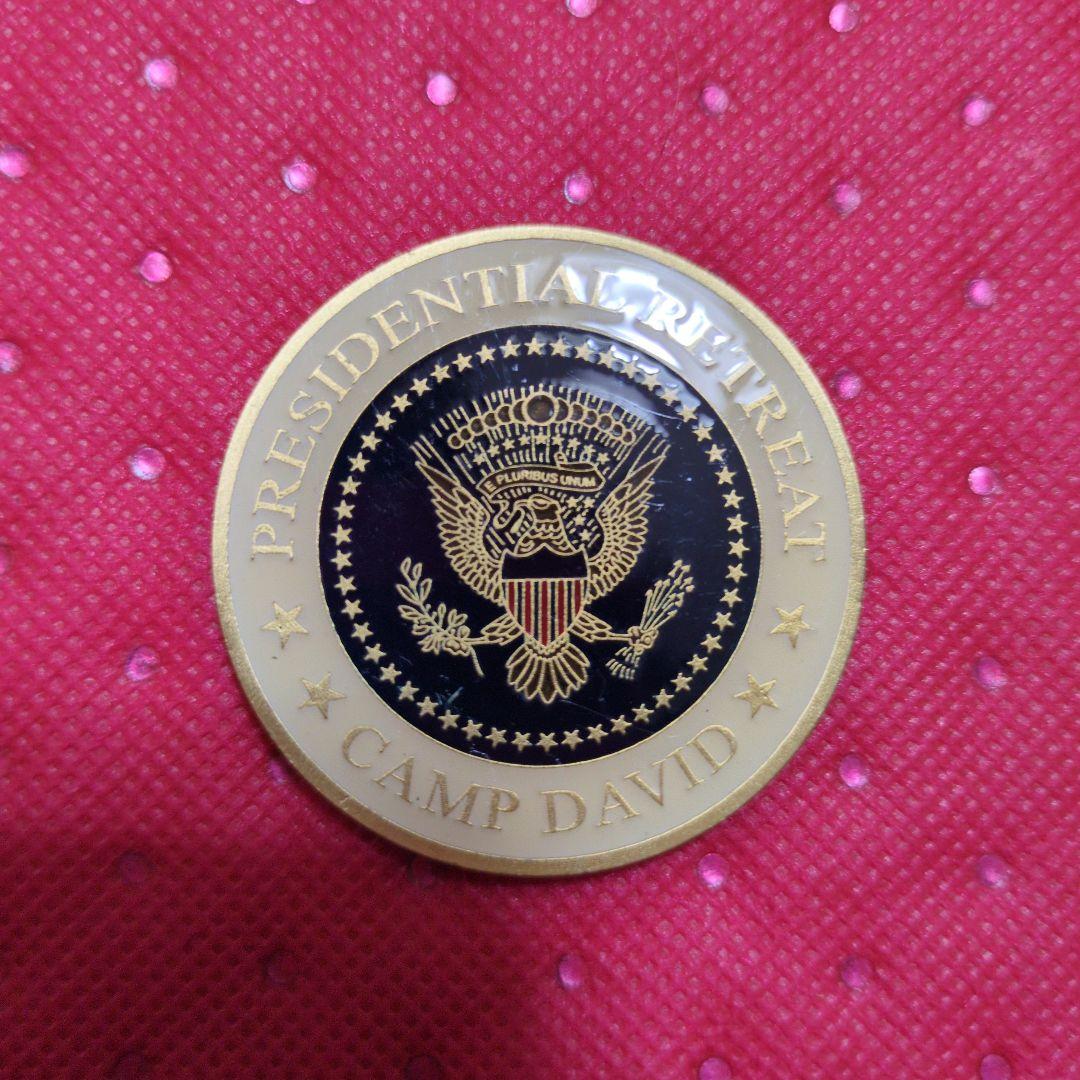 PRESIDENTIAL RETREAT
E PLURIBUS UNUM
CAMP DAVID